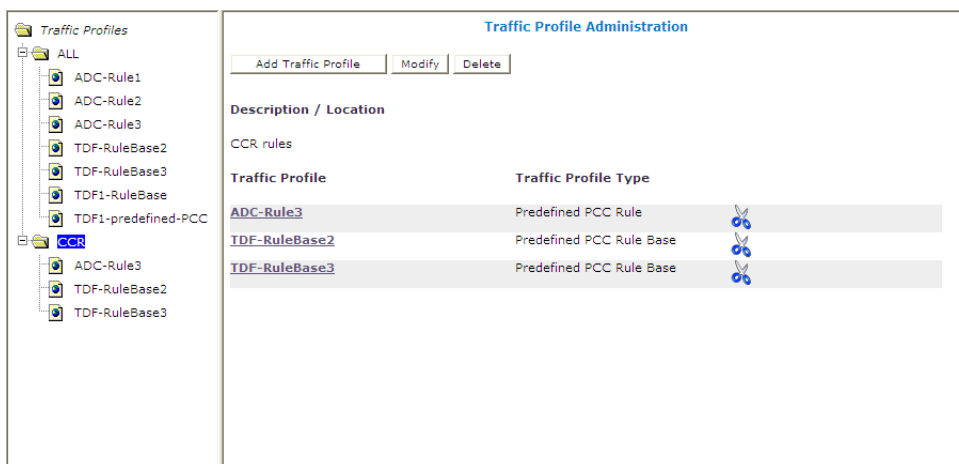 Traffic Profiles
ALL
ADC-Rule1
ADC-Rule2
ADC-Rule3
TDF-RuleBase2
TDF-RuleBase3
TDF1-RuleBase
TDF1-predefined-PCC
CCR
ADC-Rule3
TDF-RuleBase2
TDF-RuleBase3
Traffic Profile Administration
Add Traffic Profile Modify Delete
Description / Location
CCR rules
Traffic Profile Traffic Profile Type
ADC-Rule3 Predefined PCC Rule
TDF-RuleBase2 Predefined PCC Rule Base
TDF-RuleBase3 Predefined PCC Rule Base